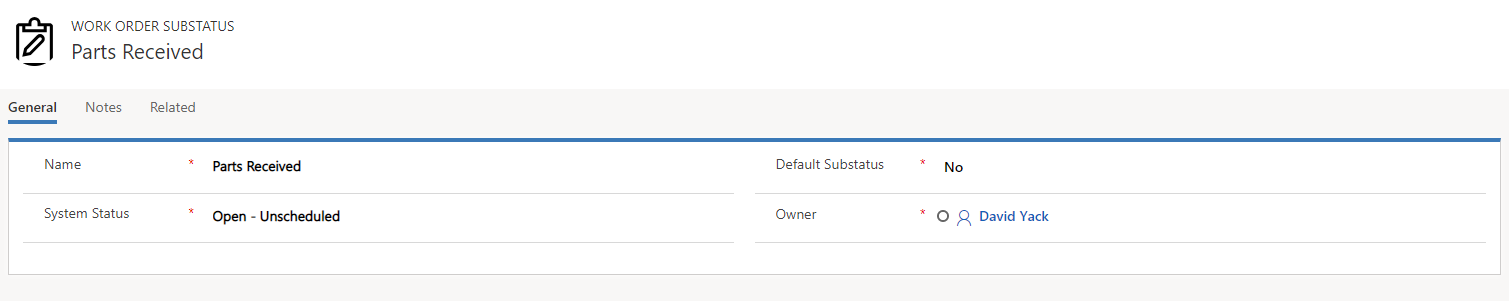 WORK ORDER SUBSTATUS
Parts Received
General Notes Related
Name * Parts Received Default Substatus * No
System Status * Open - Unscheduled Owner * David Yack